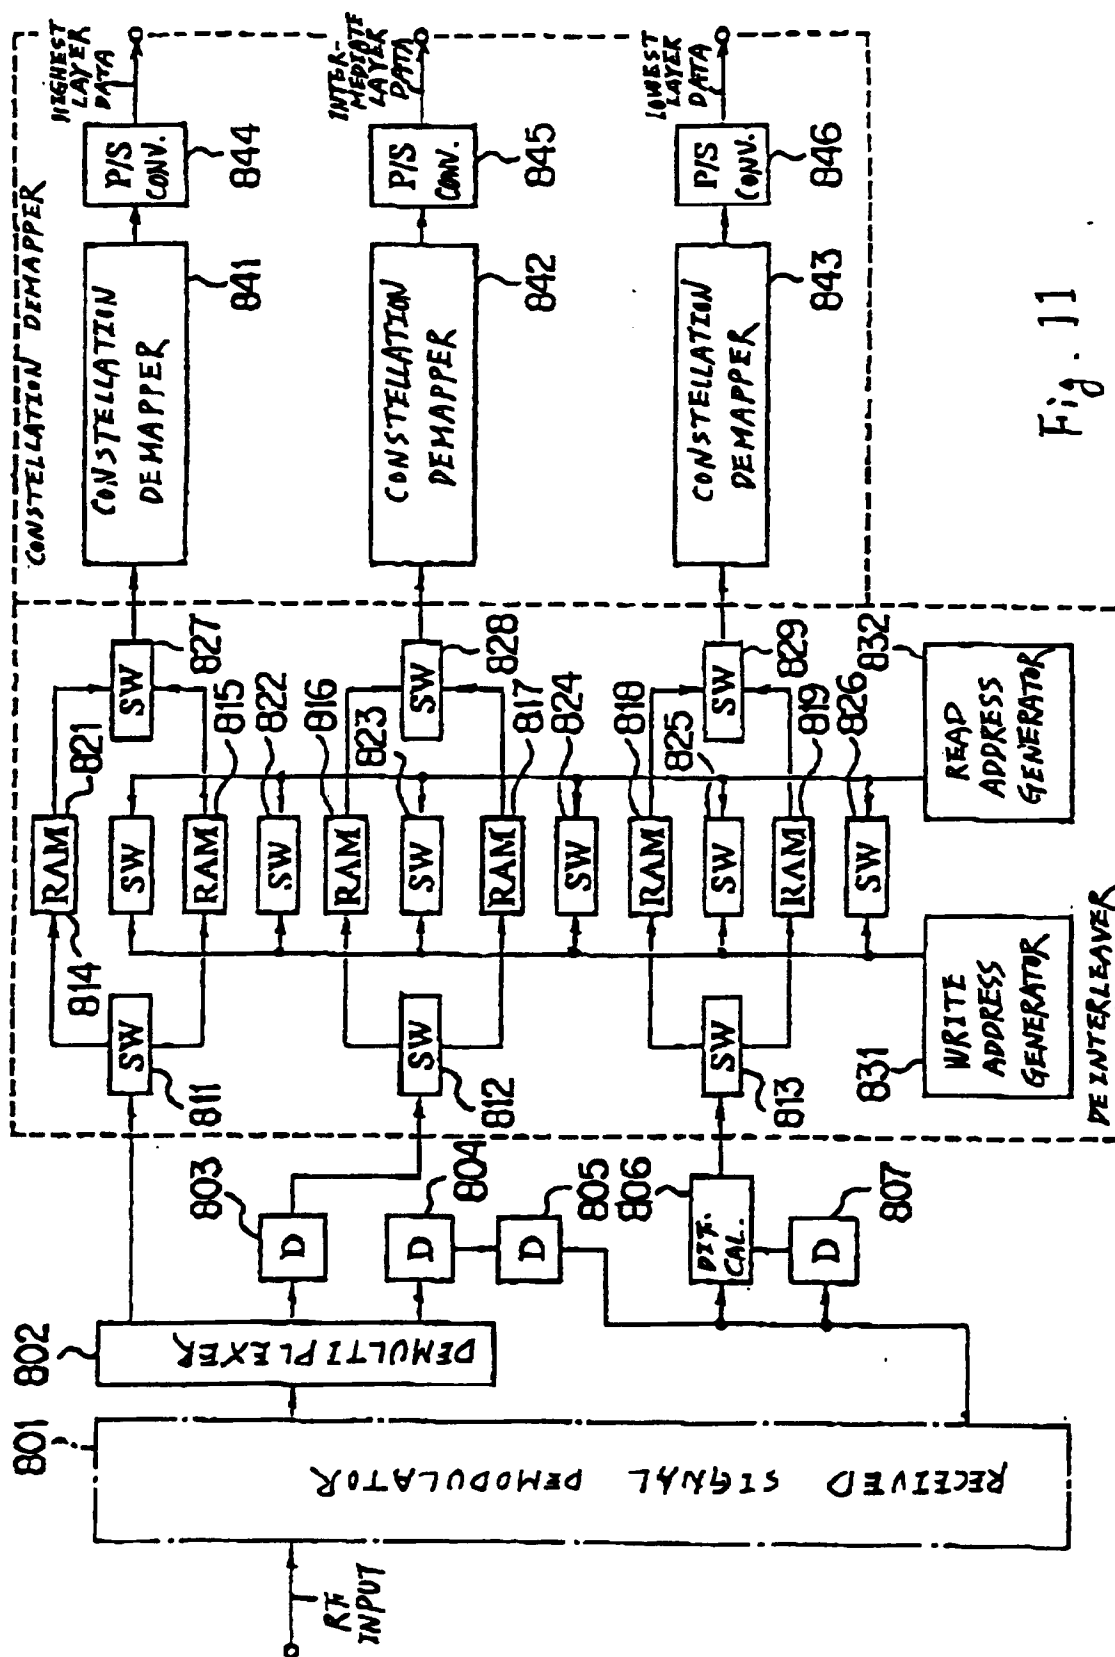 CONSTELLATION DEMAPPER
HIGHEST
LAYER
DATA
P/S
CONV.
844
CONSTELLATION
DEMAPPER
841
INTER-
MEDIATE
LAYER
DATA
P/S
CONV.
845
CONSTELLATION
DEMAPPER
842
LOWEST
LAYER
DATA
P/S
CONV.
846
CONSTELLATION
DEMAPPER
843
RF
INPUT
801
RECEIVED SIGNAL DEMODULATOR
802
DEMULTIPLEXER
803
D
804
D
805
D
806
DIF.
CAL.
807
D
811
SW
812
SW
813
SW
814
RAM
821
SW
RAM
815
SW
822
RAM
816
SW
823
RAM
817
SW
824
RAM
818
SW
825
RAM
819
SW
826
SW
827
SW
828
SW
829
831
WRITE
ADDRESS
GENERATOR
832
READ
ADDRESS
GENERATOR
DEINTERLEAVER
Fig. 11